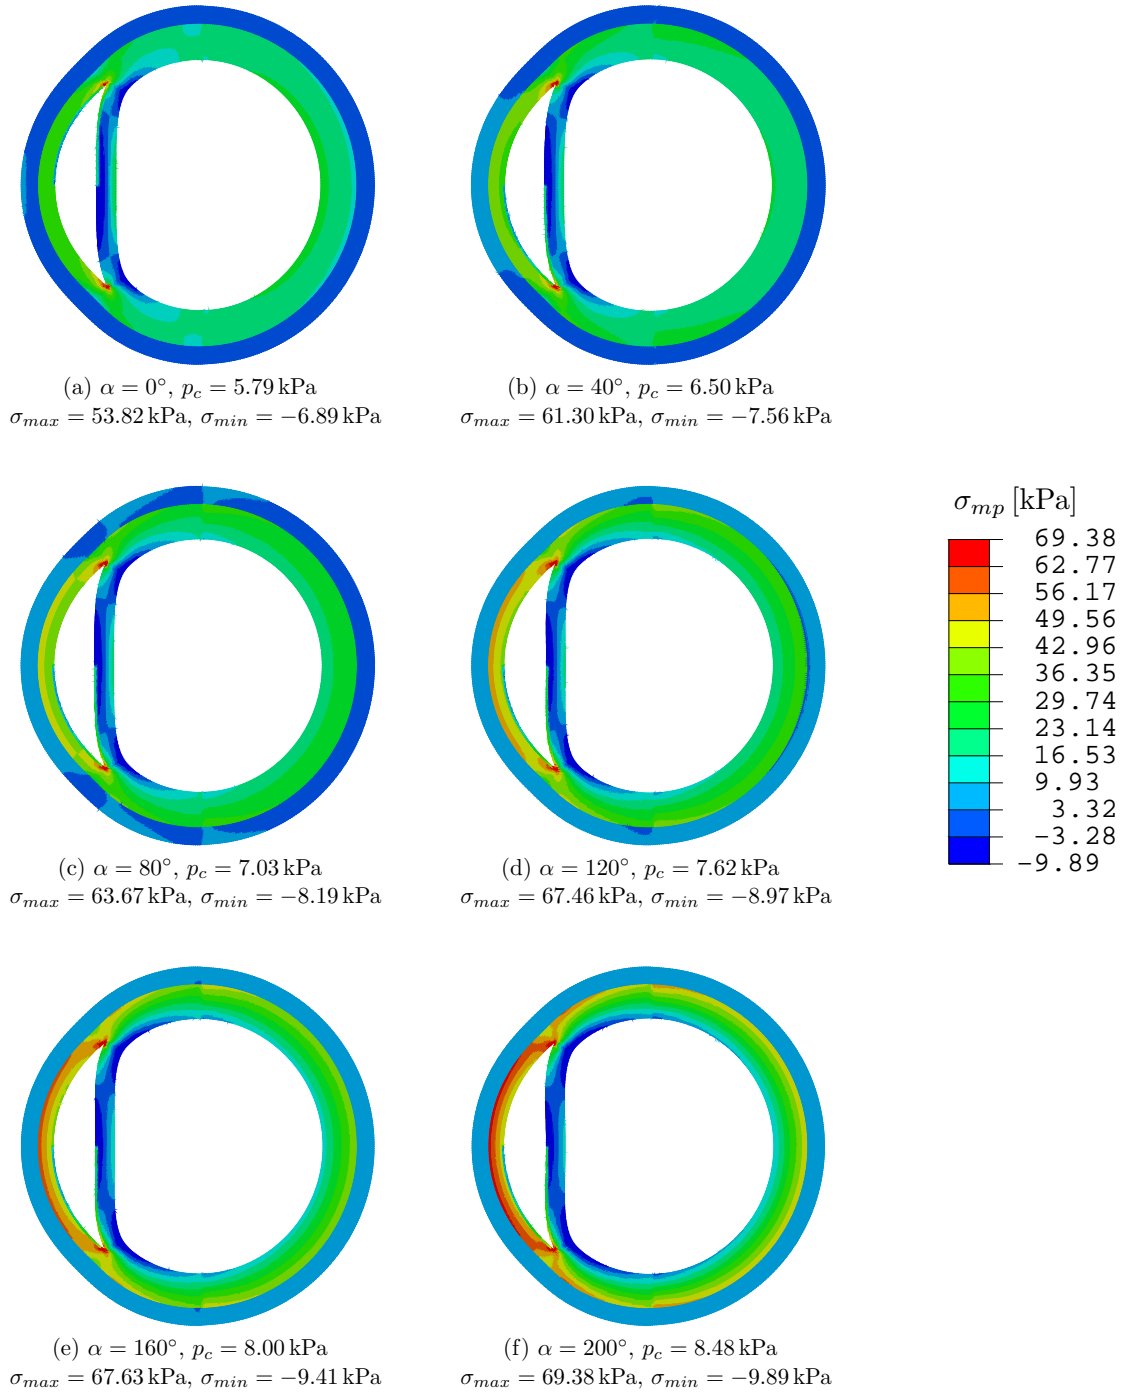 (a) α = 0°, p_c = 5.79 kPa
σ_max = 53.82 kPa, σ_min = −6.89 kPa
(b) α = 40°, p_c = 6.50 kPa
σ_max = 61.30 kPa, σ_min = −7.56 kPa
(c) α = 80°, p_c = 7.03 kPa
σ_max = 63.67 kPa, σ_min = −8.19 kPa
(d) α = 120°, p_c = 7.62 kPa
σ_max = 67.46 kPa, σ_min = −8.97 kPa
σ_mp [kPa]
69.38
62.77
56.17
49.56
42.96
36.35
29.74
23.14
16.53
9.93
3.32
−3.28
−9.89
(e) α = 160°, p_c = 8.00 kPa
σ_max = 67.63 kPa, σ_min = −9.41 kPa
(f) α = 200°, p_c = 8.48 kPa
σ_max = 69.38 kPa, σ_min = −9.89 kPa